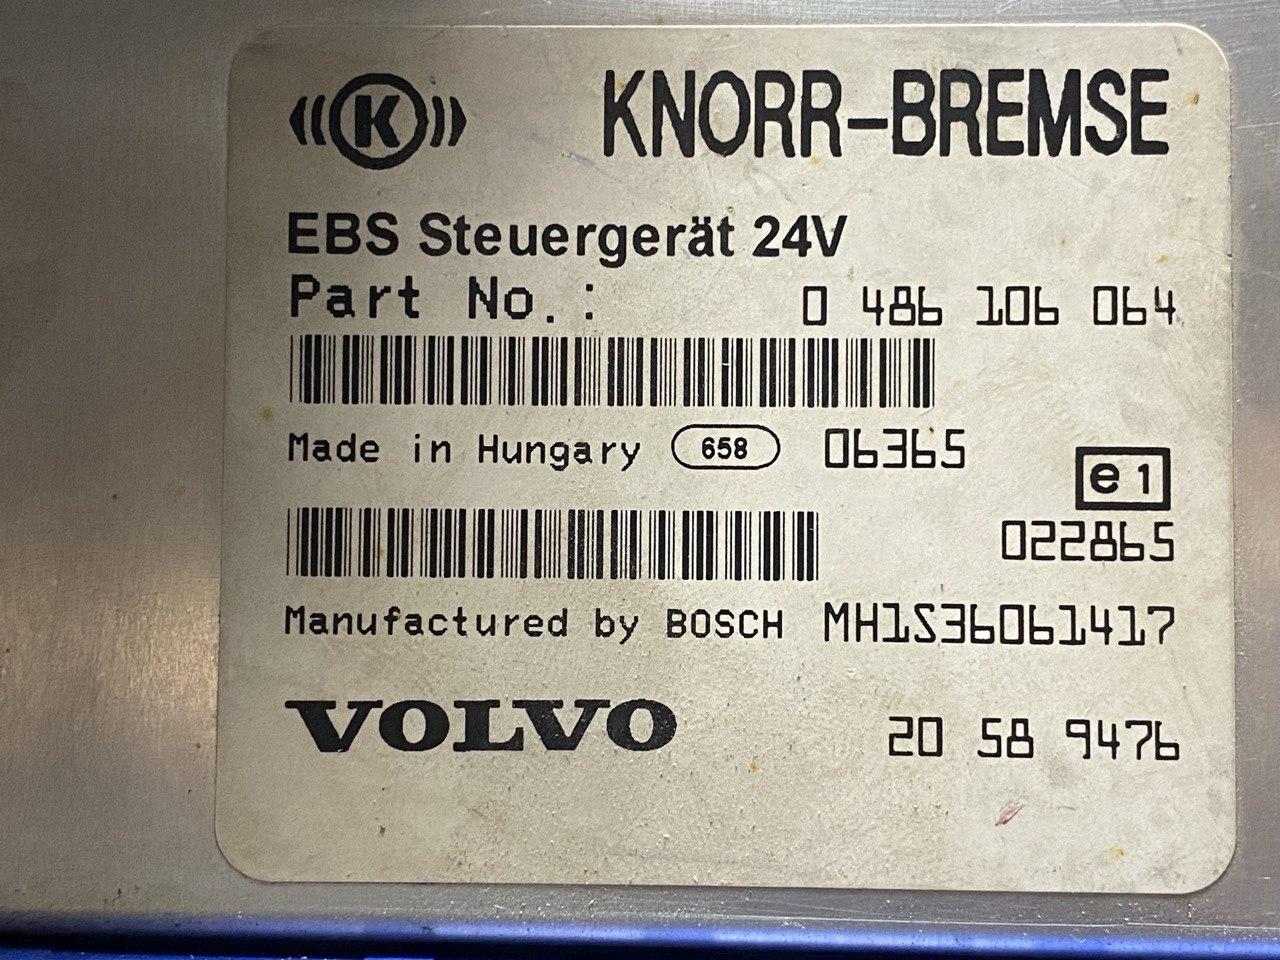 K KNORR-BREMSE
EBS Steuergerät 24V
Part No.: 0 486 106 064
Made in Hungary 658 06365
e1
022865
Manufactured by BOSCH MH1S36061417
VOLVO 20 58 9476